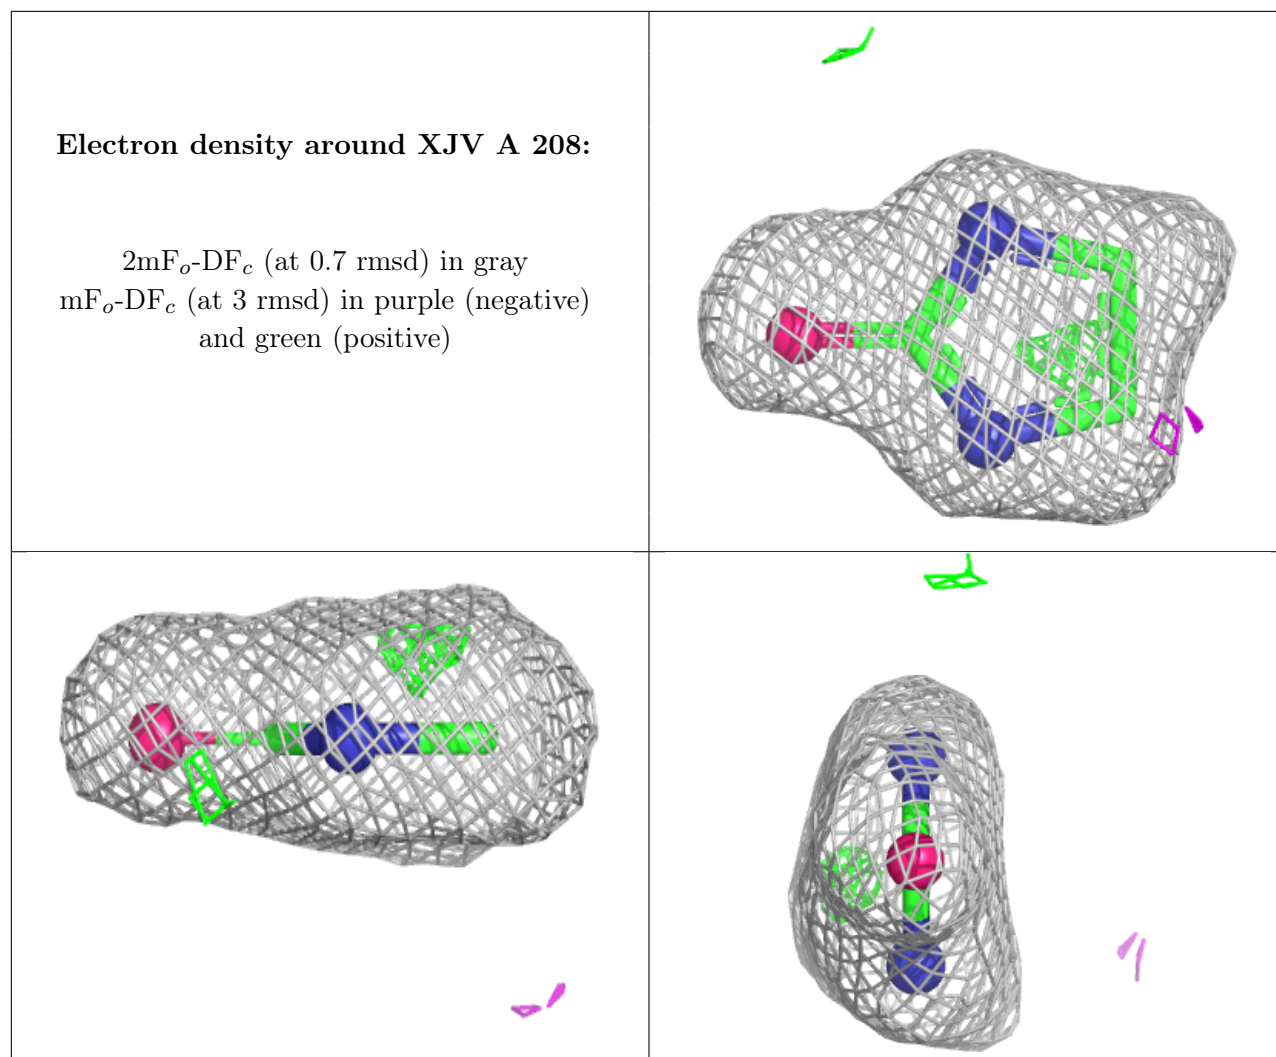 Electron density around XJV A 208:
2mFo-DFc (at 0.7 rmsd) in gray
mFo-DFc (at 3 rmsd) in purple (negative)
and green (positive)